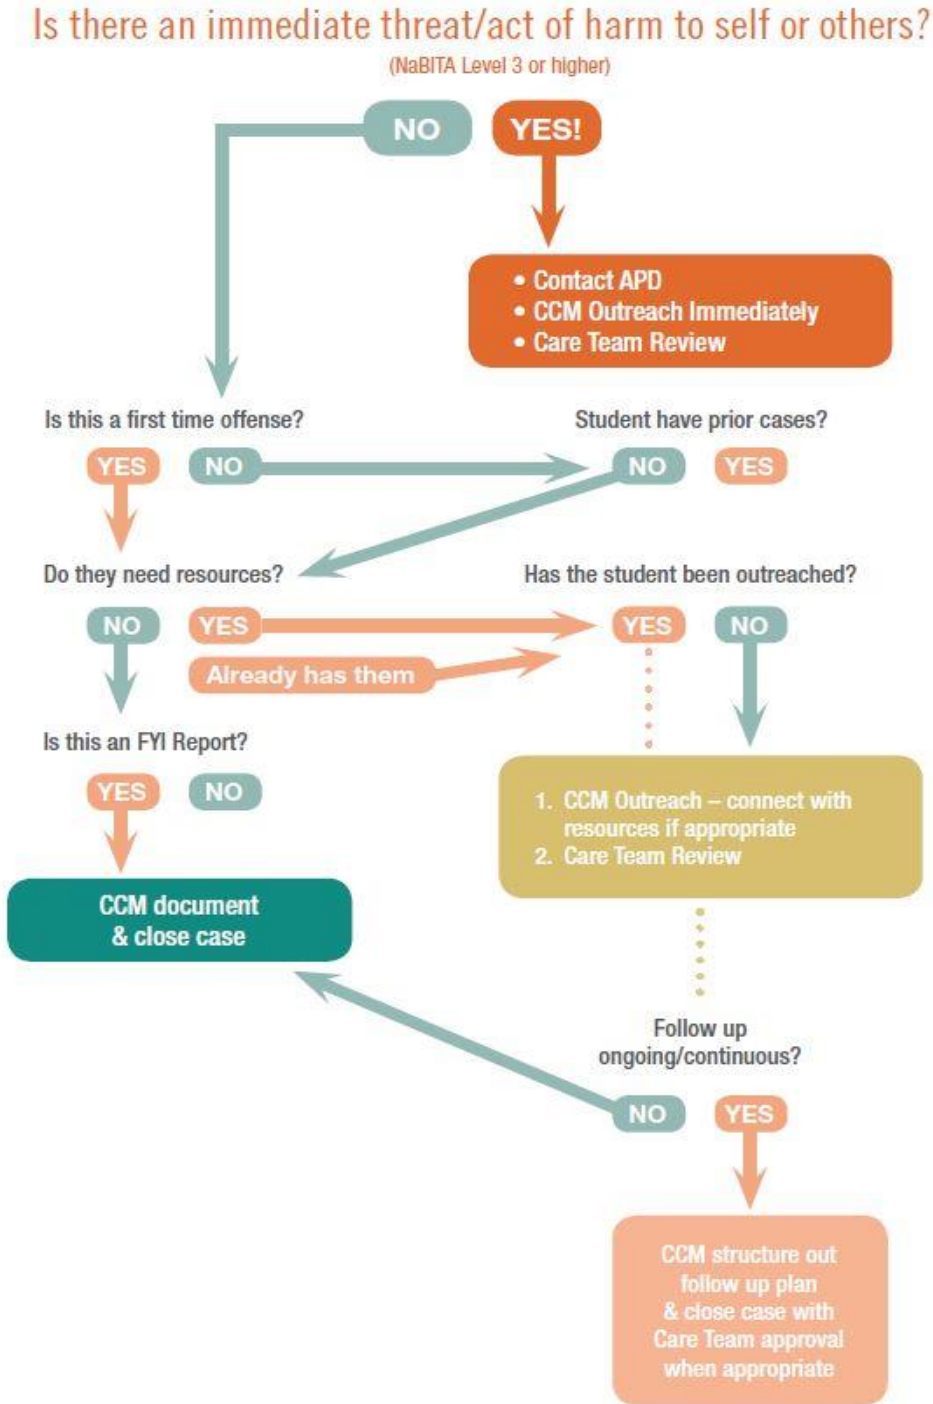 Is there an immediate threat/act of harm to self or others?
(NaBITA Level 3 or higher)
NO
YES!
• Contact APD
• CCM Outreach Immediately
• Care Team Review
Is this a first time offense?
YES
NO
Student have prior cases?
NO
YES
Do they need resources?
NO
YES
Already has them
Has the student been outreached?
YES
NO
Is this an FYI Report?
YES
NO
1. CCM Outreach – connect with
resources if appropriate
2. Care Team Review
CCM document
& close case
Follow up
ongoing/continuous?
NO
YES
CCM structure out
follow up plan
& close case with
Care Team approval
when appropriate